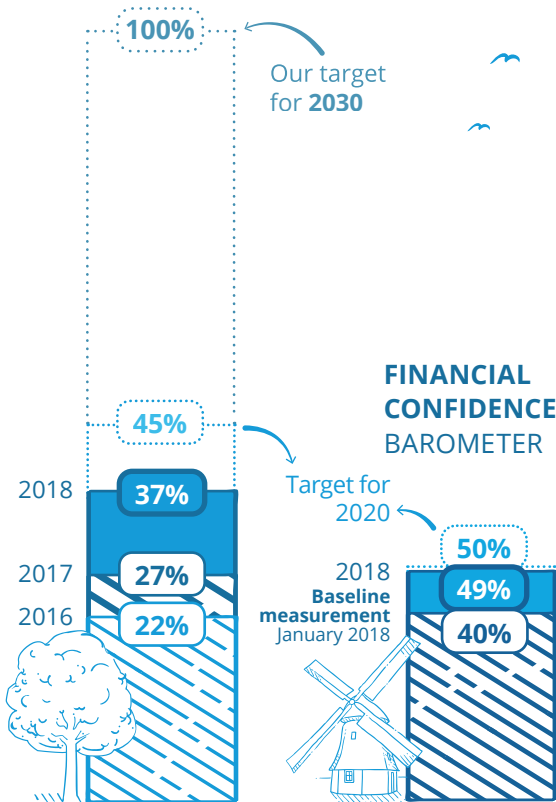 100%
Our target
for 2030
FINANCIAL
CONFIDENCE
BAROMETER
45%
Target for
2020
2018
37%
50%
2017
27%
2018
49%
Baseline
measurement
January 2018
2016
22%
40%